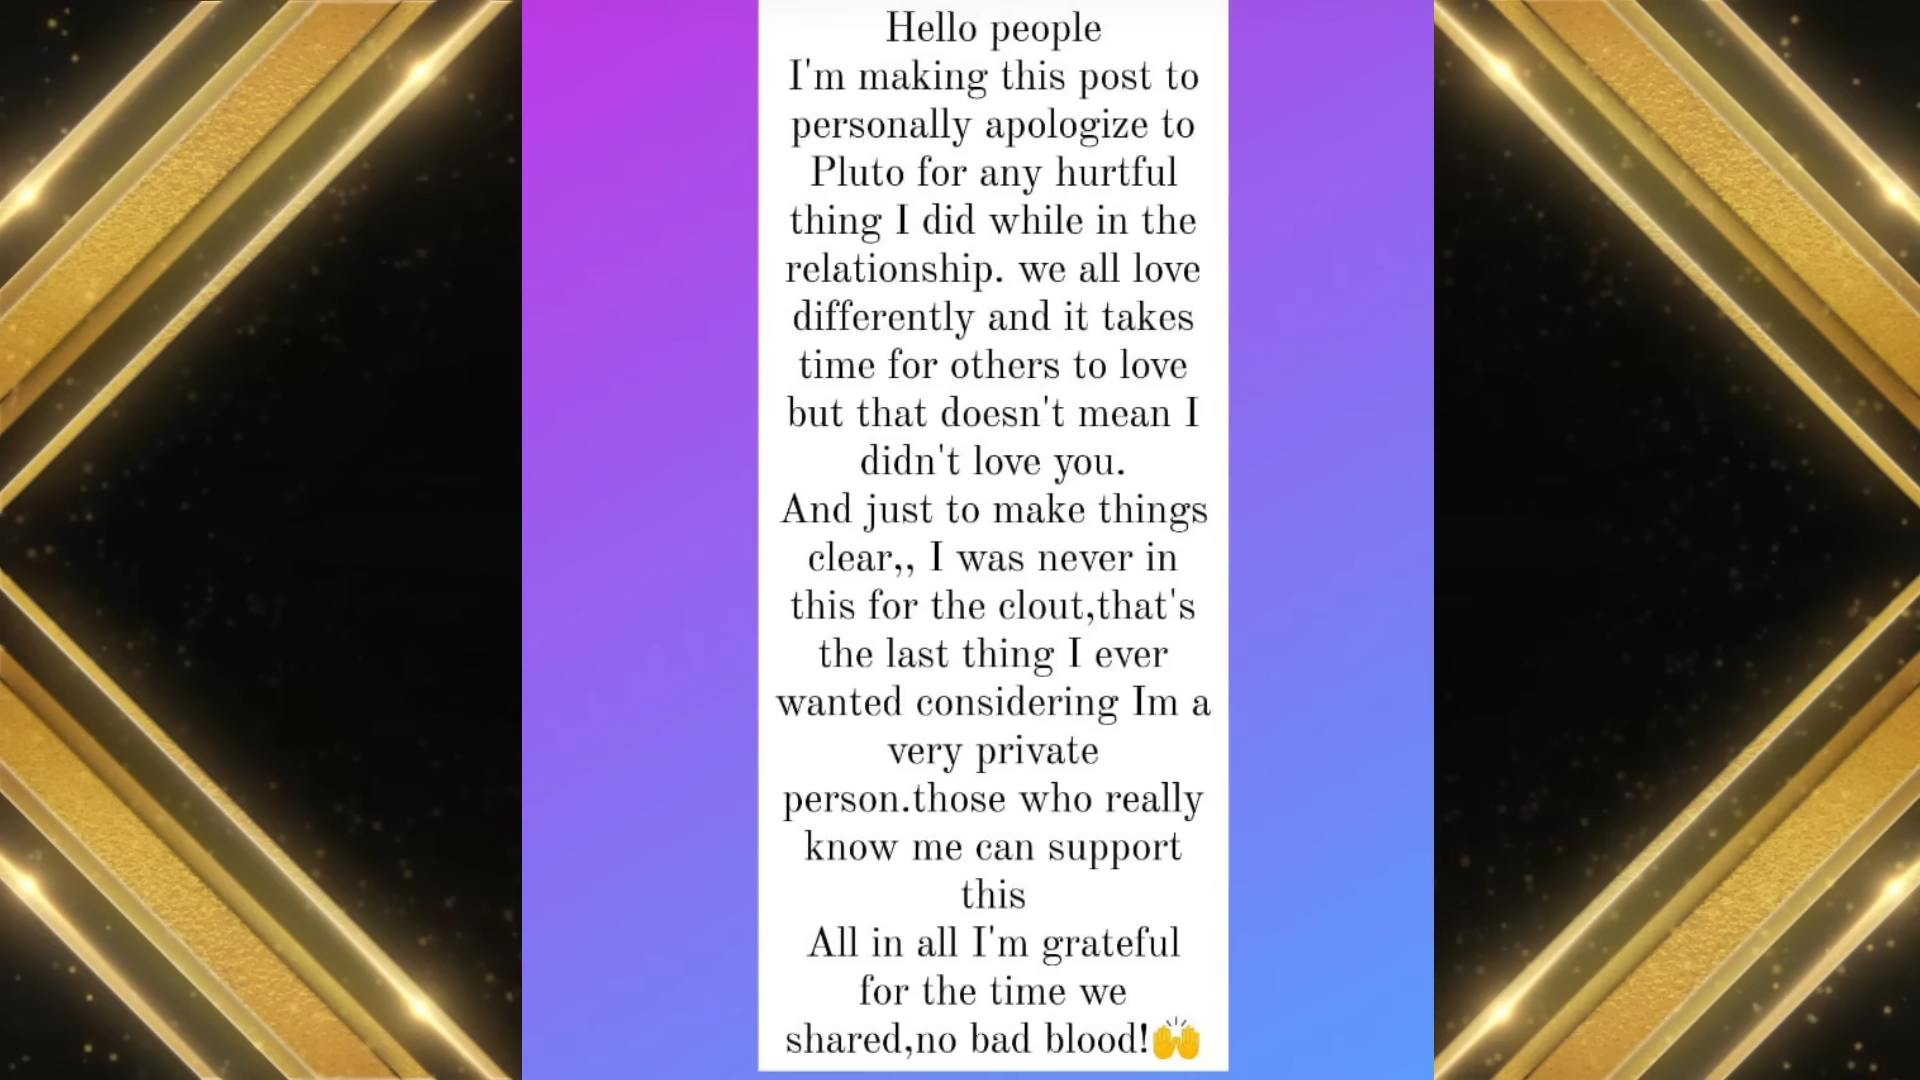 Hello people
I'm making this post to
personally apologize to
Pluto for any hurtful
thing I did while in the
relationship. we all love
differently and it takes
time for others to love
but that doesn't mean I
didn't love you.
And just to make things
clear,, I was never in
this for the clout,that's
the last thing I ever
wanted considering Im a
very private
person.those who really
know me can support
this
All in all I'm grateful
for the time we
shared,no bad blood!🙌